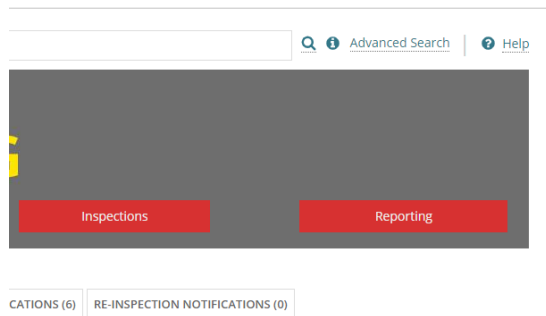 Advanced Search Help
G
Inspections Reporting
CATIONS (6) RE-INSPECTION NOTIFICATIONS (0)